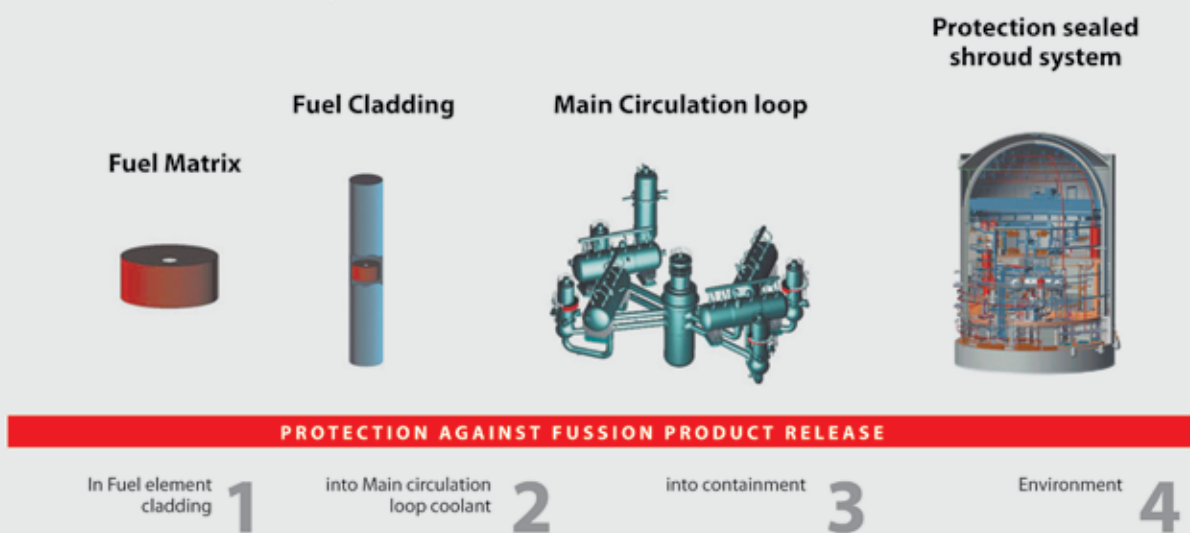 Protection sealed
shroud system
Fuel Cladding
Main Circulation loop
Fuel Matrix
PROTECTION AGAINST FUSSION PRODUCT RELEASE
In Fuel element
cladding
1
into Main circulation
loop coolant
2
into containment
3
Environment
4